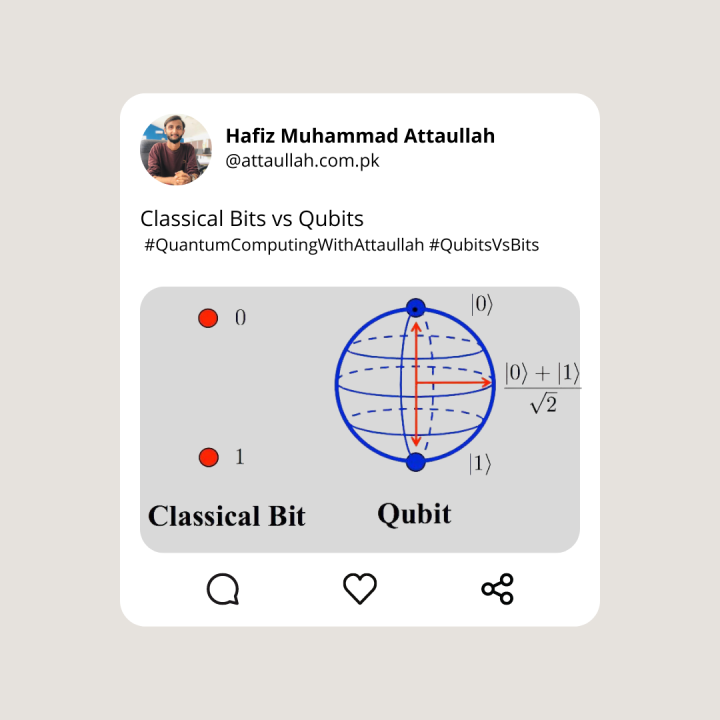 Hafiz Muhammad Attaullah
@attaullah.com.pk
Classical Bits vs Qubits
#QuantumComputingWithAttaullah #QubitsVsBits
0
|0⟩
|0⟩ + |1⟩
√2
1
|1⟩
Classical Bit
Qubit